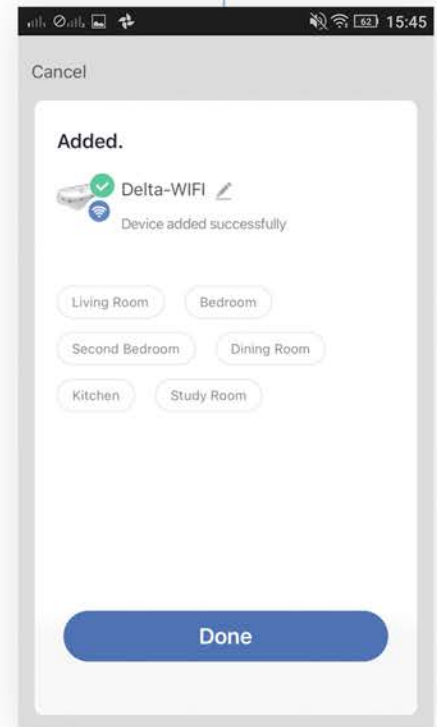 62 15:45
Cancel
Added.
Delta-WIFI
Device added successfully
Living Room Bedroom
Second Bedroom Dining Room
Kitchen Study Room
Done